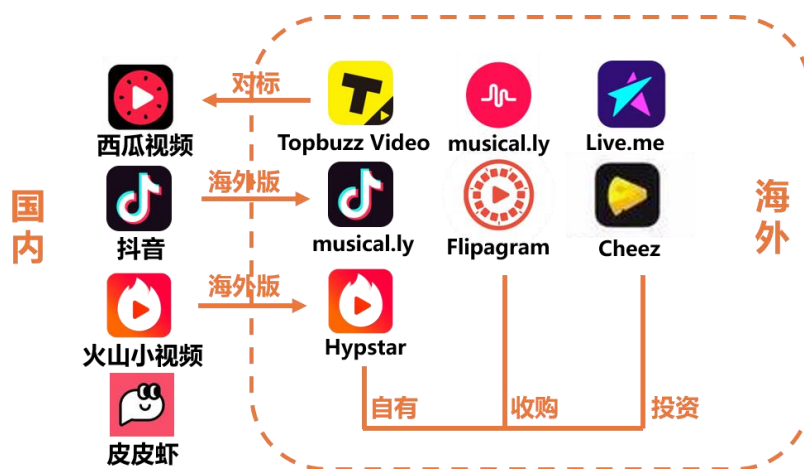 对标
西瓜视频
Topbuzz Video
musical.ly
Live.me
国内
海外版
海外
抖音
musical.ly
Flipagram
Cheez
海外版
火山小视频
Hypstar
自有
收购
投资
皮皮虾